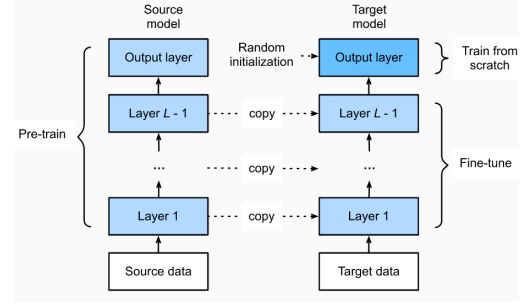 Source
model
Target
model
Output layer
Random
initialization
Output layer
Train from
scratch
Layer L - 1
copy
Layer L - 1
Pre-train
...
copy
...
Fine-tune
Layer 1
copy
Layer 1
Source data
Target data